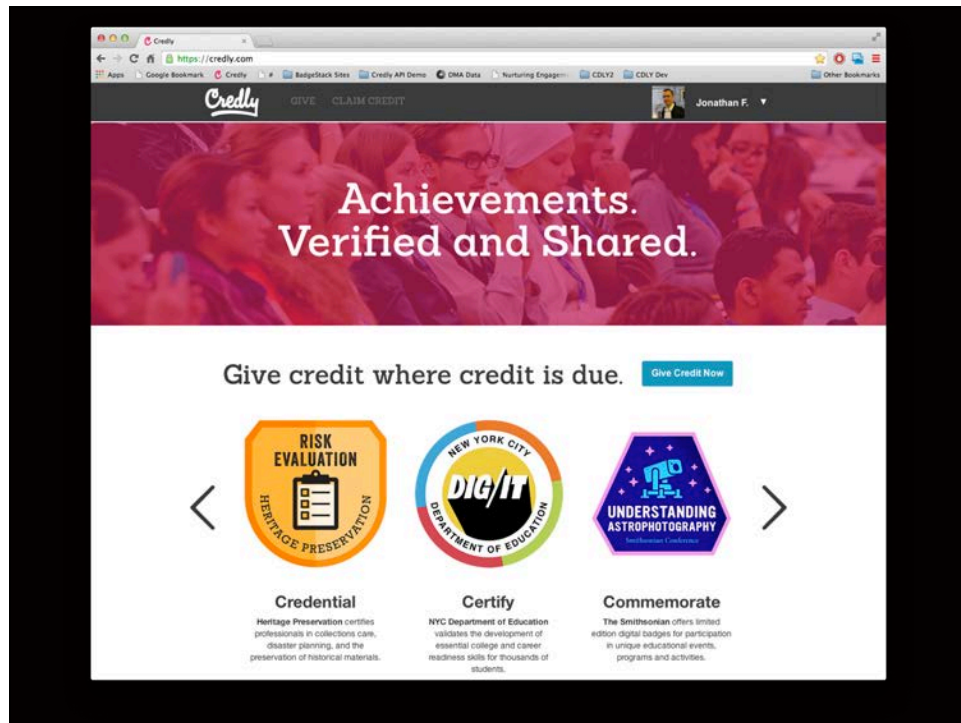 Credly
https://credly.com
Apps Google Bookmark Credly # BadgeStack Sites Credly API Demo OMA Data Nurturing Engagem CDLY2 CDLY Dev Other Bookmarks
Credly GIVE CLAIM CREDIT Jonathan F.
Achievements.
Verified and Shared.
Give credit where credit is due. Give Credit Now
RISK
EVALUATION
HERITAGE PRESERVATION
NEW YORK CITY
DIG/IT
DEPARTMENT OF EDUCATION
UNDERSTANDING
ASTROPHOTOGRAPHY
Smithsonian Conference
Credential
Heritage Preservation certifies
professionals in collections care,
disaster planning, and the
preservation of historical materials.
Certify
NYC Department of Education
validates the development of
essential college and career
readiness skills for thousands of
students.
Commemorate
The Smithsonian offers limited
edition digital badges for participation
in unique educational events,
programs and activities.